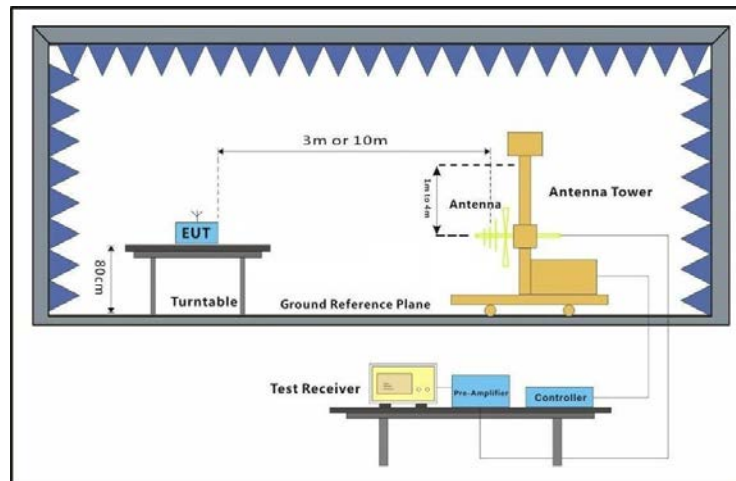 3m or 10m
1m to 4m
Antenna
Antenna Tower
EUT
80cm
Turntable
Ground Reference Plane
Test Receiver
Pre-Amplifier
Controller